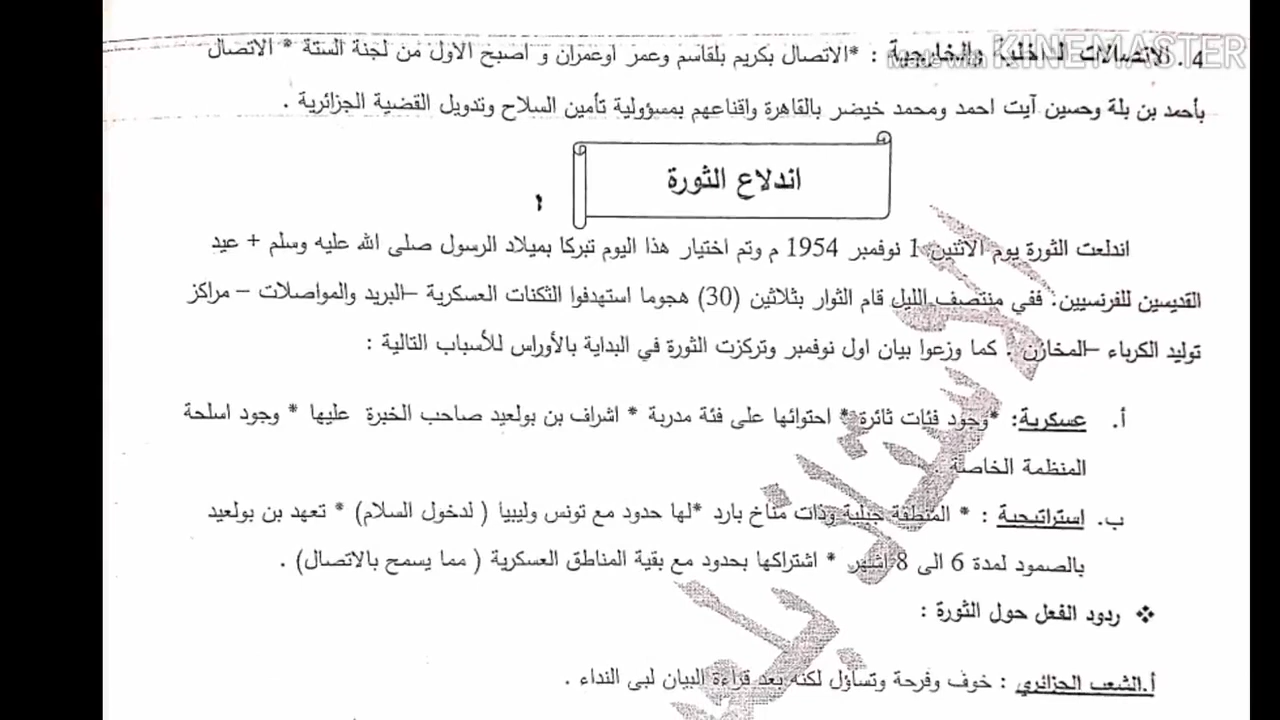 4. الاتصالات الداخلية والخارجية : *الاتصال بكريم بلقاسم وعمر اوعمران و اصبح الاول من لجنة الستة * الاتصال
Made with KINEMASTER
بأحمد بن بلة وحسين آيت احمد ومحمد خيضر بالقاهرة واقناعهم بمسؤولية تأمين السلاح وتدويل القضية الجزائرية .
اندلاع الثورة
اندلعت الثورة يوم الاثنين 1 نوفمبر 1954 م وتم اختيار هذا اليوم تبركا بميلاد الرسول صلى الله عليه وسلم + عيد
القديسين للفرنسيين. ففي منتصف الليل قام الثوار بثلاثين (30) هجوما استهدفوا الثكنات العسكرية –البريد والمواصلات – مراكز
توليد الكرباء –المخازن . كما وزعوا بيان اول نوفمبر وتركزت الثورة في البداية بالأوراس للأسباب التالية :
أ. عسكرية: *وجود فئات ثائرة * احتوائها على فئة مدربة * اشراف بن بولعيد صاحب الخبرة عليها * وجود اسلحة
المنظمة الخاصة
ب. إستراتيجية : * المنطقة جبلية وذات مناخ بارد *لها حدود مع تونس وليبيا ( لدخول السلام) * تعهد بن بولعيد
بالصمود لمدة 6 الى 8 اشهر * اشتراكها بحدود مع بقية المناطق العسكرية ( مما يسمح بالاتصال) .
❖ ردود الفعل حول الثورة :
أ.الشعب الجزائري : خوف وفرحة وتساؤل لكنه بعد قراءة البيان لبى النداء .